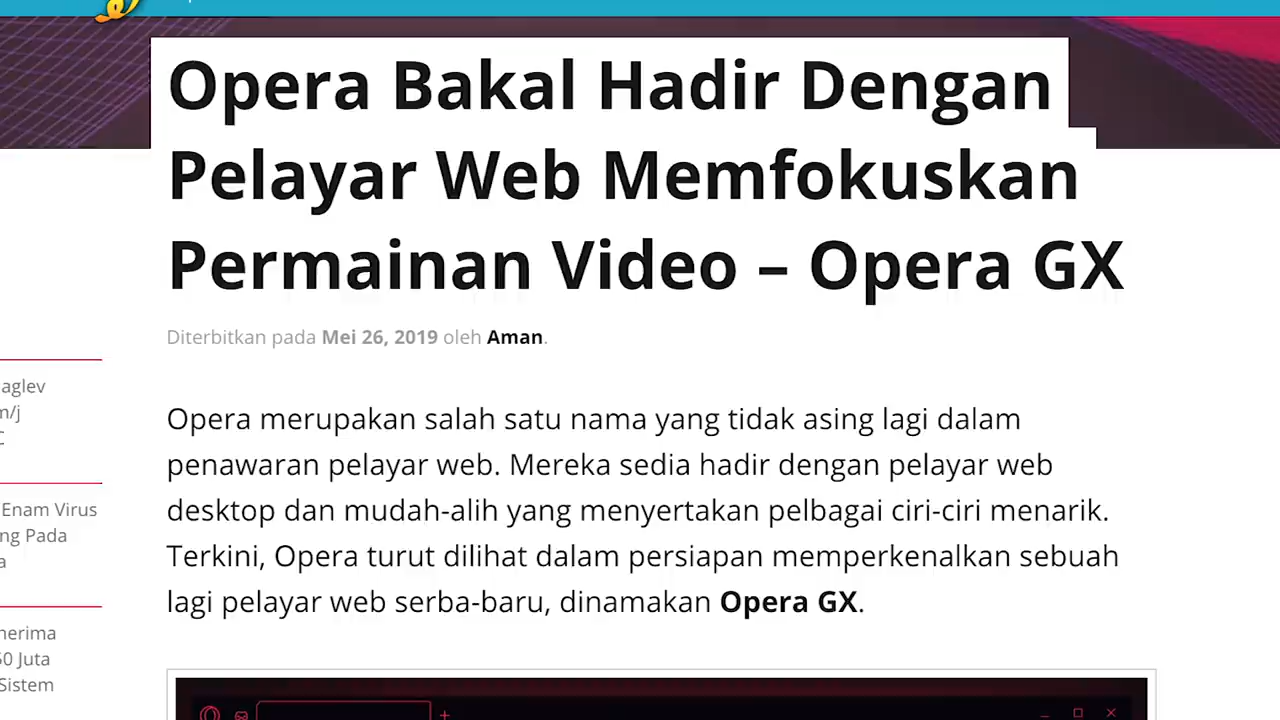 Opera Bakal Hadir Dengan
Pelayar Web Memfokuskan
Permainan Video – Opera GX
Diterbitkan pada Mei 26, 2019 oleh Aman.
Opera merupakan salah satu nama yang tidak asing lagi dalam
penawaran pelayar web. Mereka sedia hadir dengan pelayar web
desktop dan mudah-alih yang menyertakan pelbagai ciri-ciri menarik.
Terkini, Opera turut dilihat dalam persiapan memperkenalkan sebuah
lagi pelayar web serba-baru, dinamakan Opera GX.
aglev
m/j
C
Enam Virus
ng Pada
a
nerima
50 Juta
Sistem